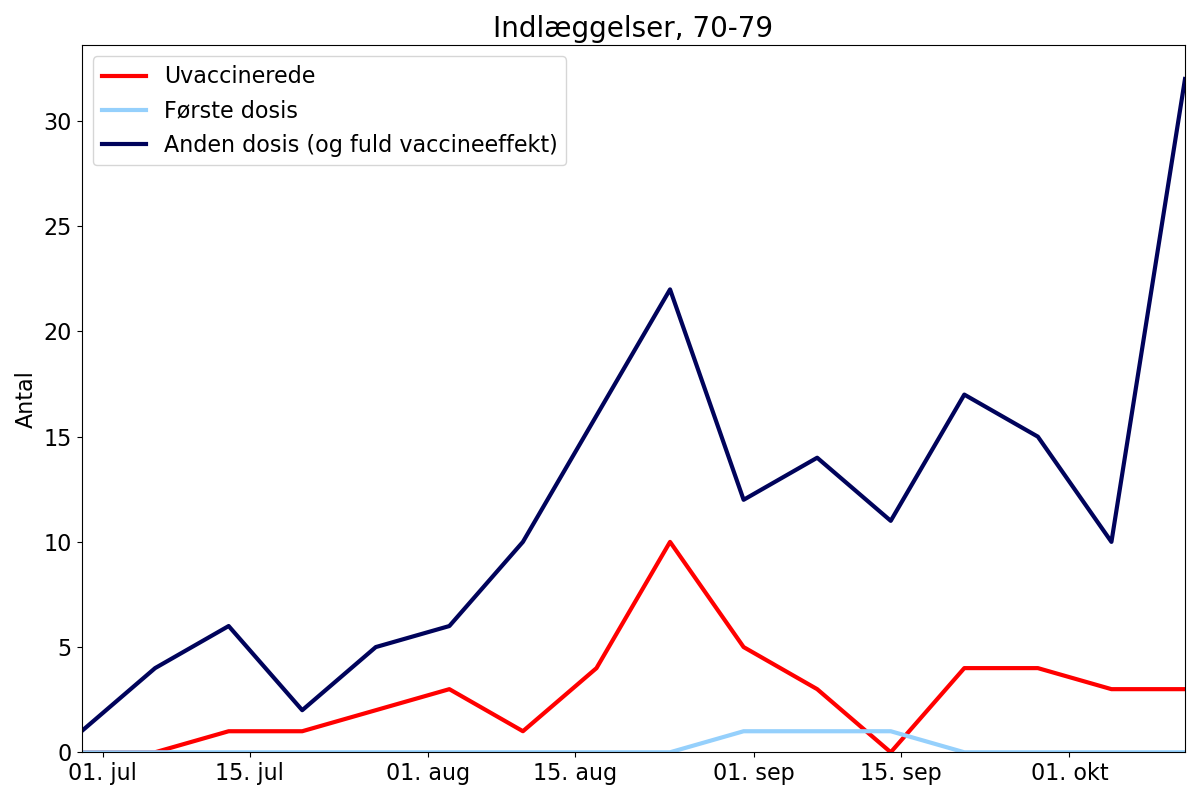 Indlæggelser, 70-79
Uvaccinerede
Første dosis
Anden dosis (og fuld vaccineeffekt)
Antal
30
25
20
15
10
5
0
01. jul
15. jul
01. aug
15. aug
01. sep
15. sep
01. okt